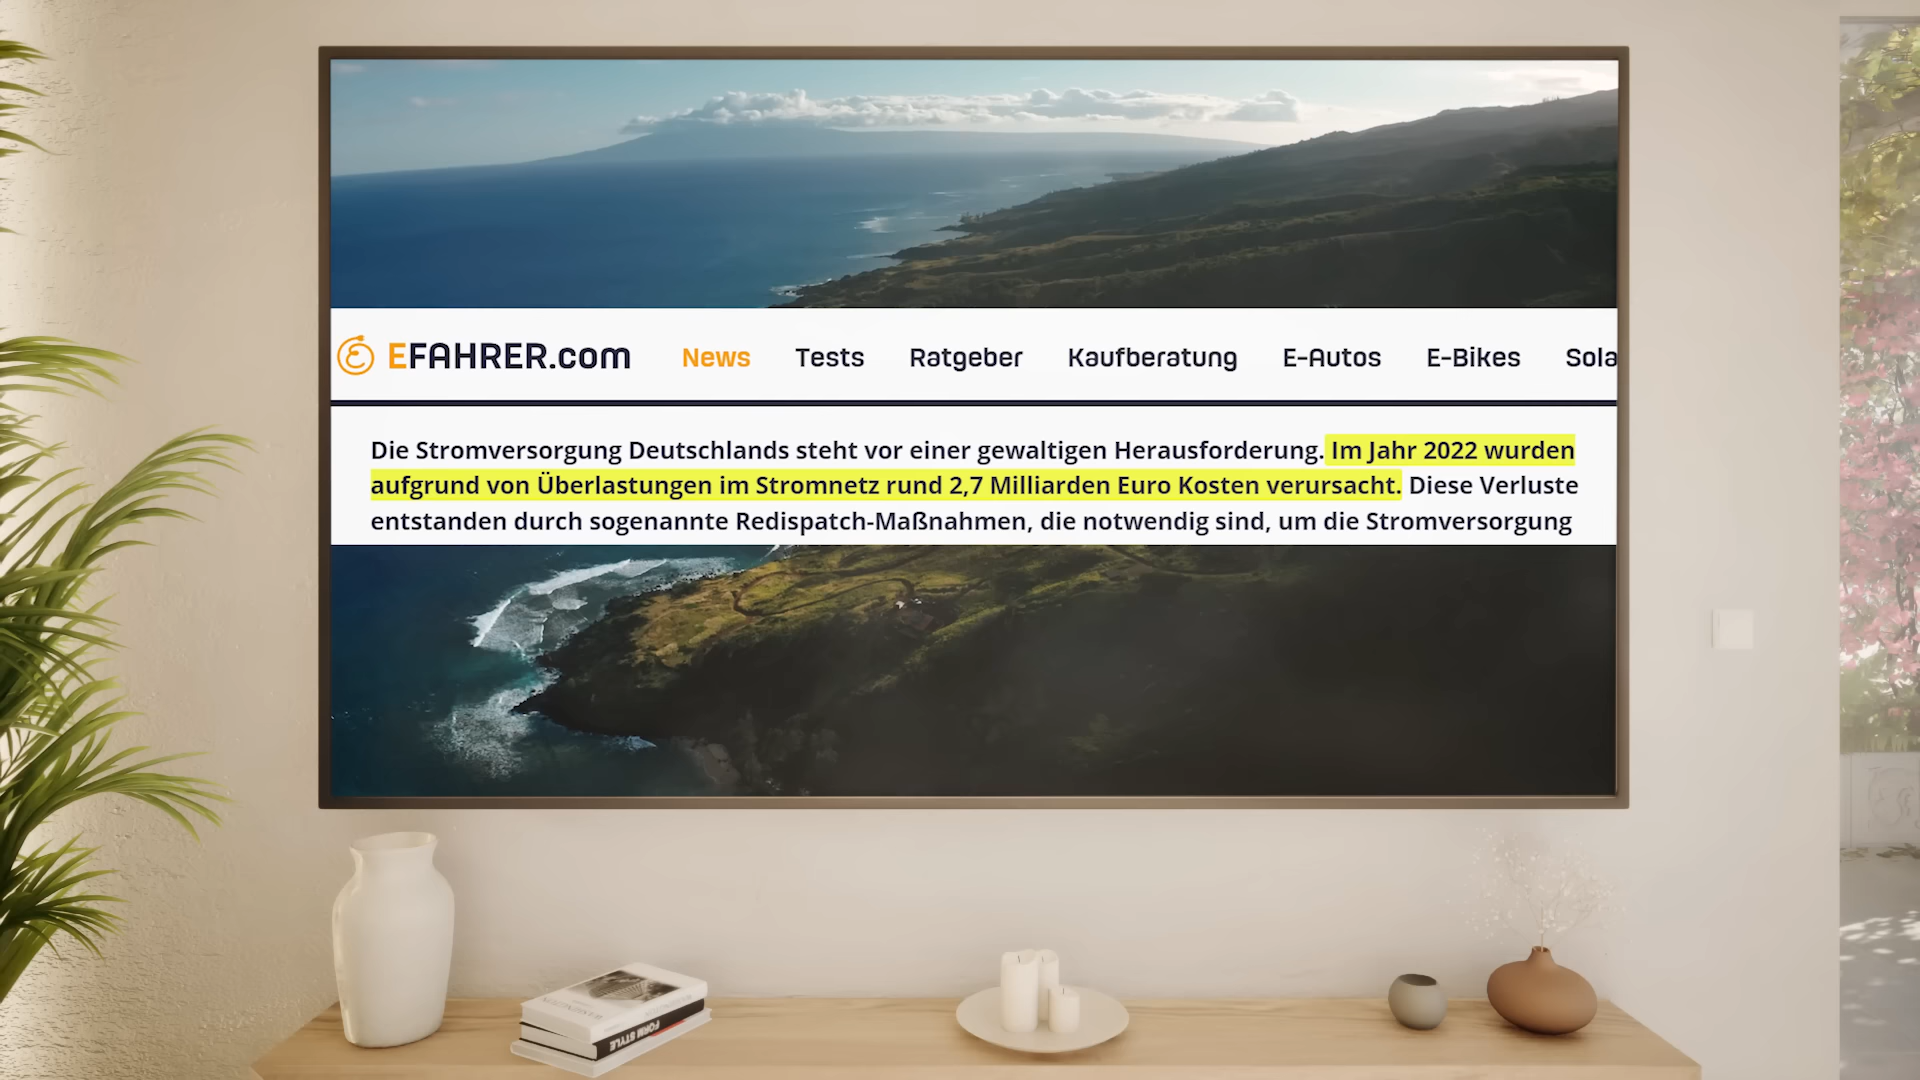 EFAHRER.com News Tests Ratgeber Kaufberatung E-Autos E-Bikes Sola
Die Stromversorgung Deutschlands steht vor einer gewaltigen Herausforderung. Im Jahr 2022 wurden
aufgrund von Überlastungen im Stromnetz rund 2,7 Milliarden Euro Kosten verursacht. Diese Verluste
entstanden durch sogenannte Redispatch-Maßnahmen, die notwendig sind, um die Stromversorgung
FORM STYLE